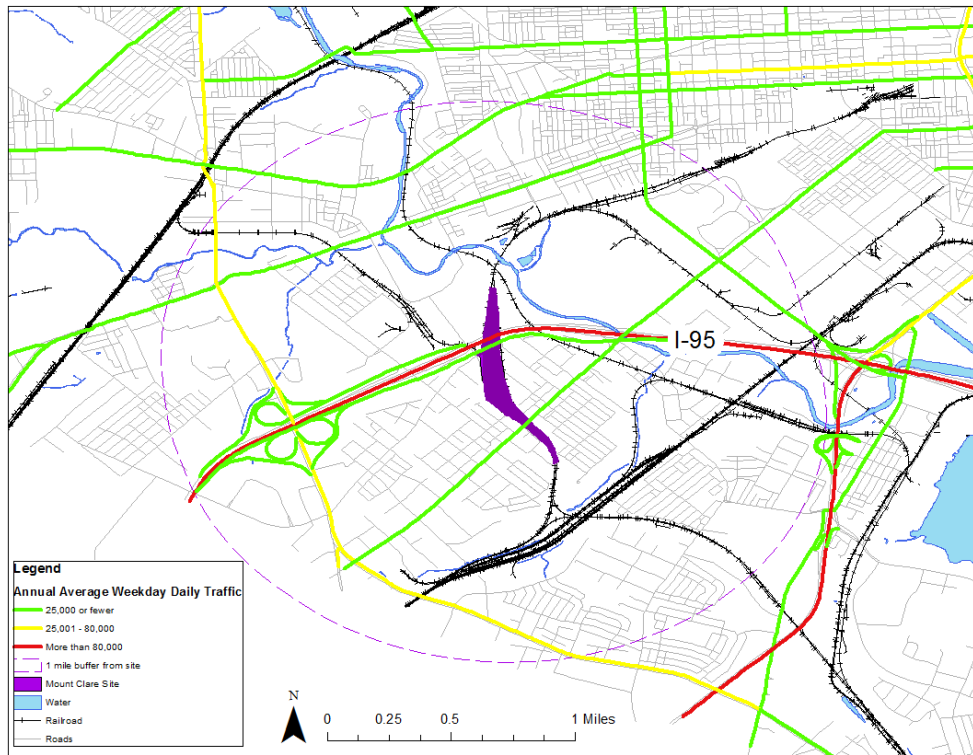 I-95
Legend
Annual Average Weekday Daily Traffic
25,000 or fewer
25,001 - 80,000
More than 80,000
1 mile buffer from site
Mount Clare Site
Water
Railroad
Roads
N
0 0.25 0.5 1 Miles